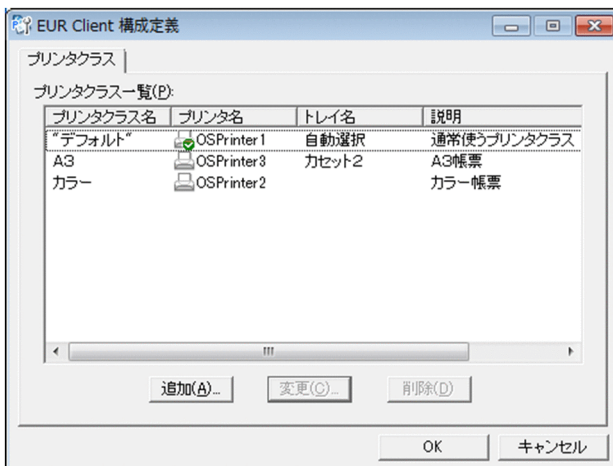 EUR Client 構成定義
プリンタクラス
プリンタクラス一覧(P):
プリンタクラス名 プリンタ名 トレイ名 説明
"デフォルト" OSPrinter1 自動選択 通常使うプリンタクラス
A3 OSPrinter3 カセット2 A3帳票
カラー OSPrinter2 カラー帳票
追加(A)... 変更(C)... 削除(D)
OK キャンセル